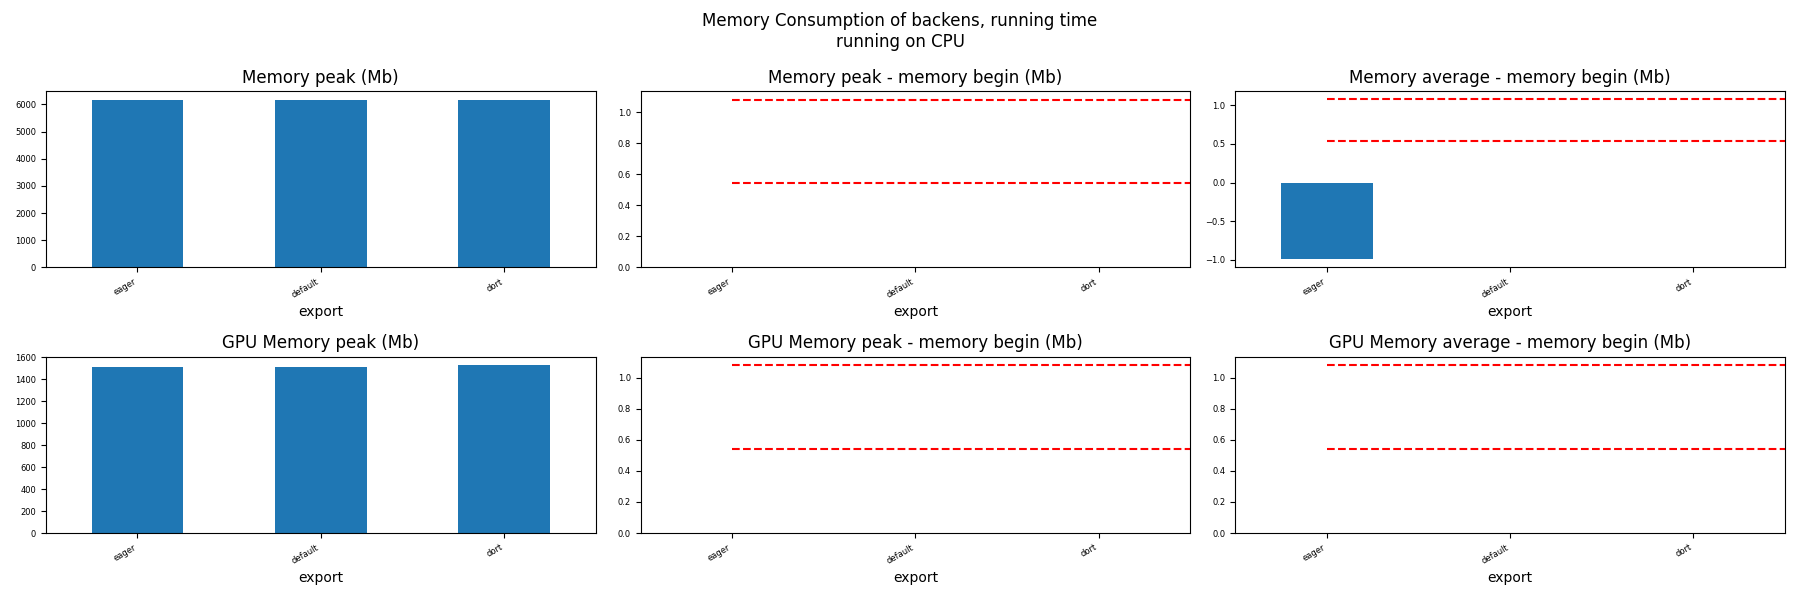 Memory Consumption of backens, running time
running on CPU
Memory peak (Mb)
6000
5000
4000
3000
2000
1000
0
eager
default
dort
export
Memory peak - memory begin (Mb)
1.0
0.8
0.6
0.4
0.2
0.0
eager
default
dort
export
Memory average - memory begin (Mb)
1.0
0.5
0.0
−0.5
−1.0
eager
default
dort
export
GPU Memory peak (Mb)
1600
1400
1200
1000
800
600
400
200
0
eager
default
dort
export
GPU Memory peak - memory begin (Mb)
1.0
0.8
0.6
0.4
0.2
0.0
eager
default
dort
export
GPU Memory average - memory begin (Mb)
1.0
0.8
0.6
0.4
0.2
0.0
eager
default
dort
export